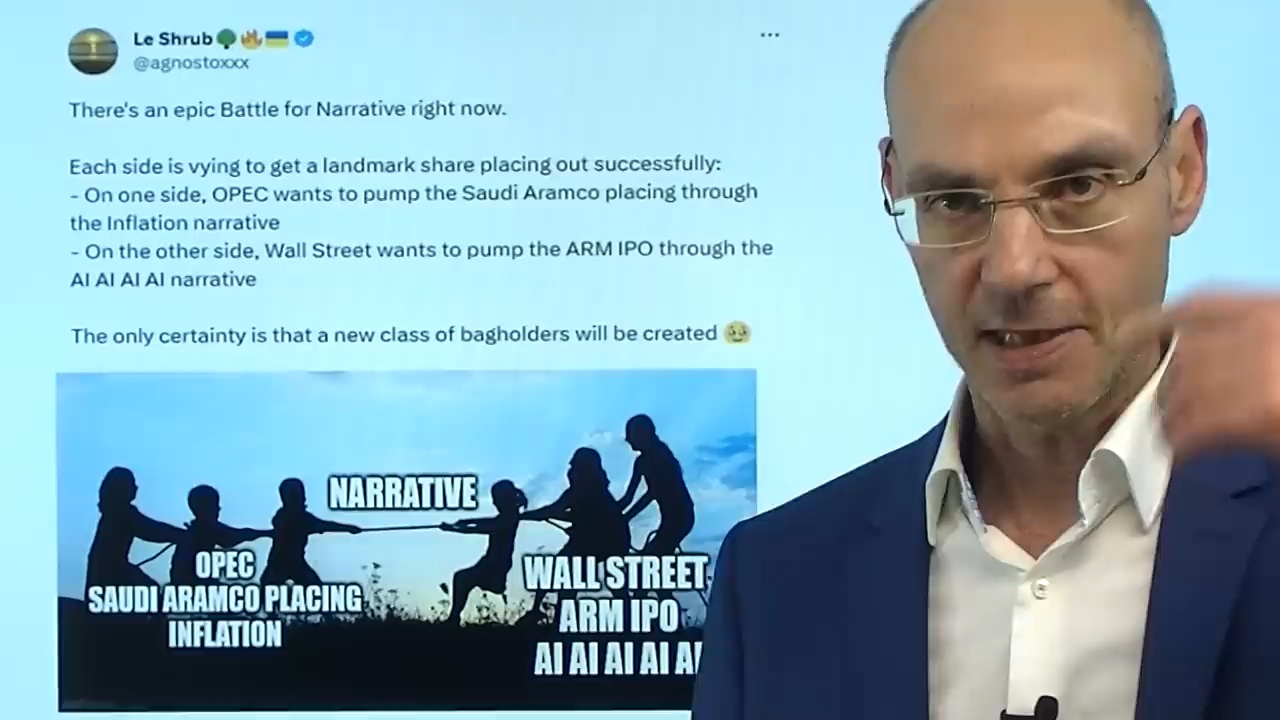 Le Shrub
@agnostoxxx
There's an epic Battle for Narrative right now.
Each side is vying to get a landmark share placing out successfully:
- On one side, OPEC wants to pump the Saudi Aramco placing through
the Inflation narrative
- On the other side, Wall Street wants to pump the ARM IPO through the
AI AI AI AI narrative
The only certainty is that a new class of bagholders will be created
NARRATIVE
OPEC
SAUDI ARAMCO PLACING
INFLATION
WALL STREET
ARM IPO
AI AI AI AI AI